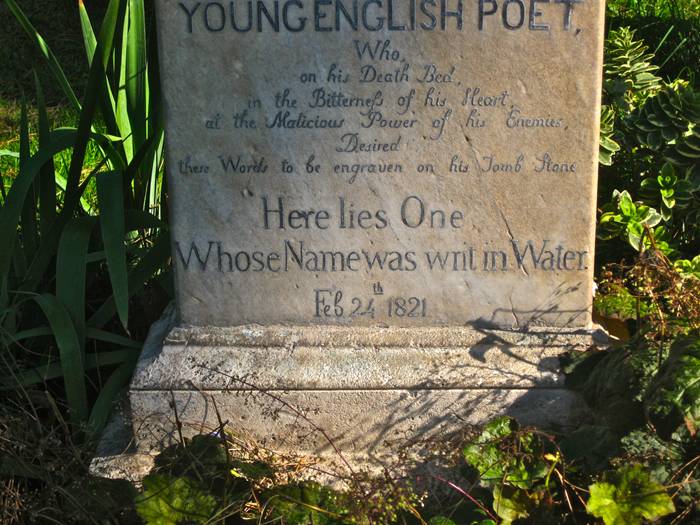 YOUNG ENGLISH POET,
Who,
on his Death Bed,
in the Bitterneſs of his Heart,
at the Malicious Power of his Enemies,
Desired
these Words to be engraven on his Tomb Stone
Here lies One
Whose Name was writ in Water.
Feb 24th 1821